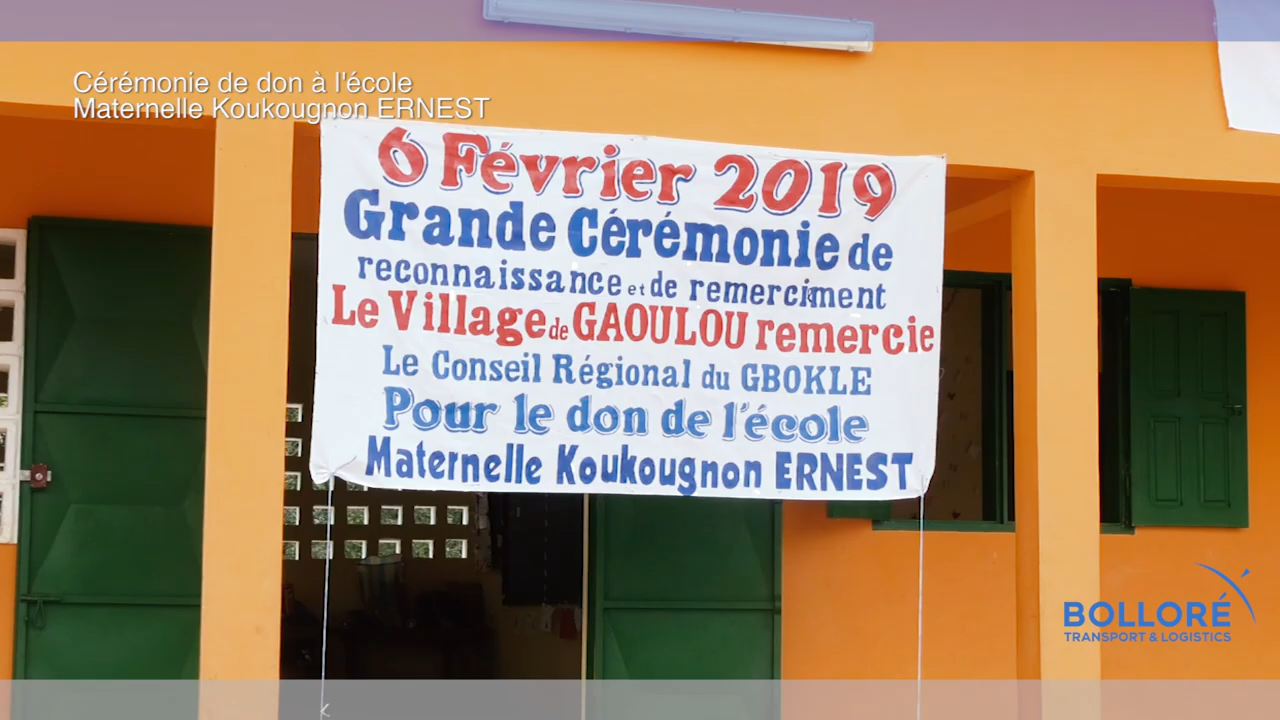 Cérémonie de don à l'école
Maternelle Koukougnon ERNEST
6 Février 2019
Grande Cérémonie de
reconnaissance et de remerciment
Le Village de GAOULOU remercie
Le Conseil Régional du GBOKLE
Pour le don de l'école
Maternelle Koukougnon ERNEST
BOLLORÉ
TRANSPORT & LOGISTICS